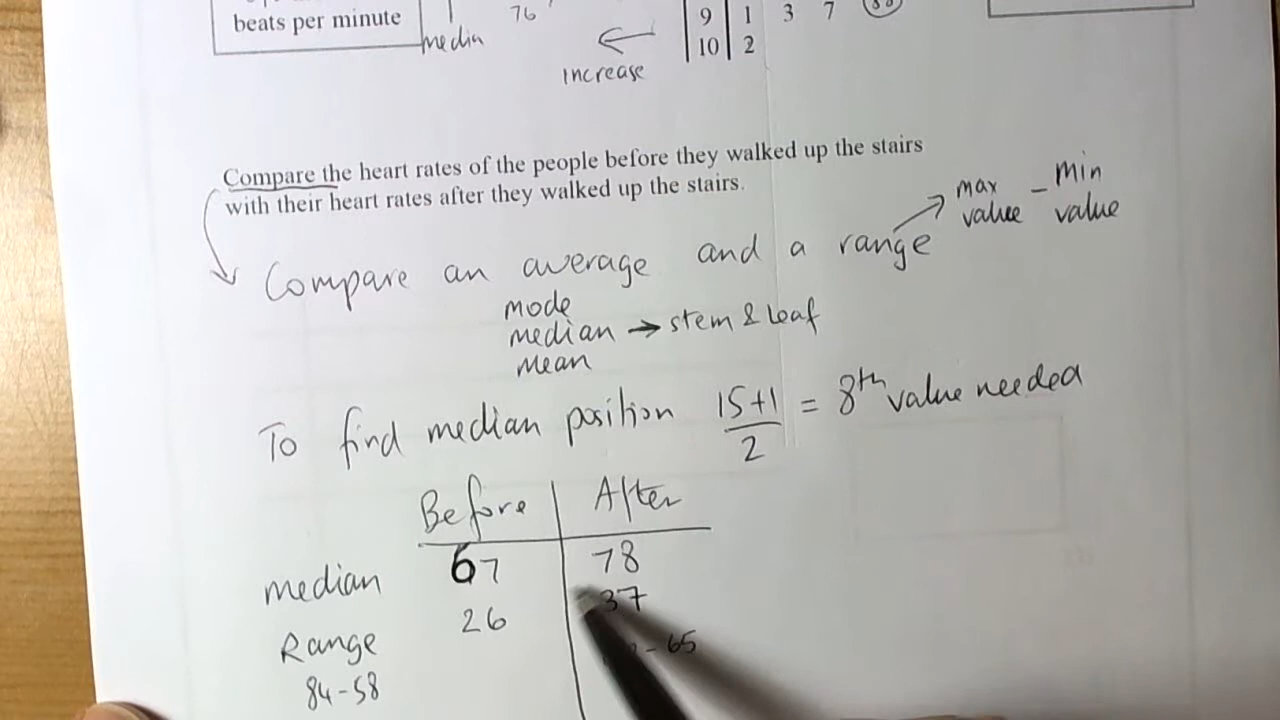 beats per minute
median
76
increase
9 | 1 3 7
10 | 2
Compare the heart rates of the people before they walked up the stairs
with their heart rates after they walked up the stairs.
max value - min value
Compare an average and a range
mode
median → stem & leaf
mean
To find median position 15+1/2 = 8th value needed
Before | After
median 67 | 78
Range 26 | 37
84-58
- 65